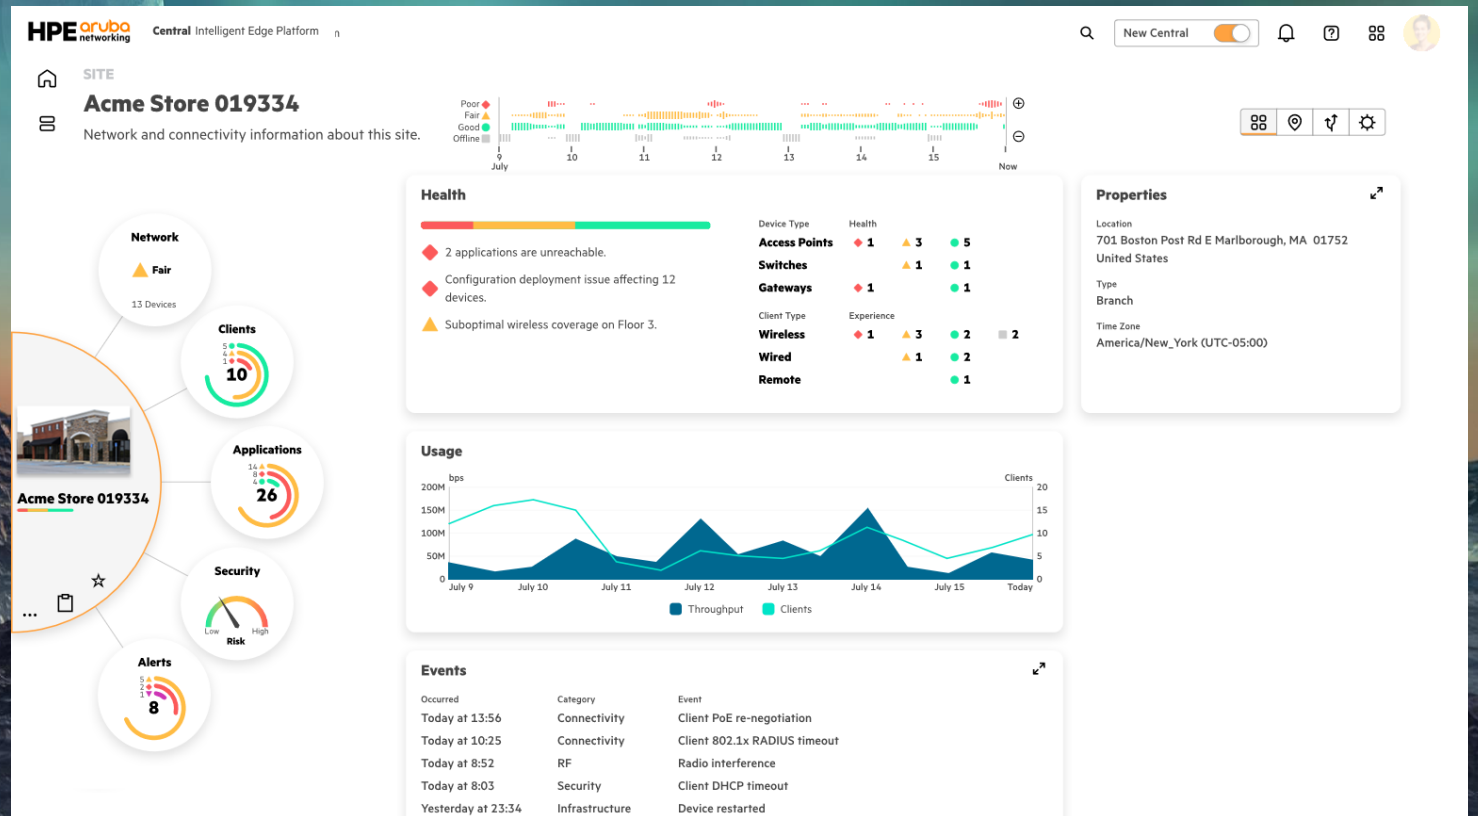 HPE aruba
networking
Central Intelligent Edge Platform
n
New Central
SITE
Acme Store 019334
Network and connectivity information about this site.
Poor
Fair
Good
Offline
9 10 11 12 13 14 15
July Now
Network
Fair
13 Devices
Clients
5
4
1
10
Applications
14
8
4
26
Acme Store 019334
Security
Low High
Risk
Alerts
5
2
1
8
Health
2 applications are unreachable.
Configuration deployment issue affecting 12
devices.
Suboptimal wireless coverage on Floor 3.
Device Type Health
Access Points 1 3 5
Switches 1 1
Gateways 1 1
Client Type Experience
Wireless 1 3 2 2
Wired 1 2
Remote 1
Properties
Location
701 Boston Post Rd E Marlborough, MA 01752
United States
Type
Branch
Time Zone
America/New_York (UTC-05:00)
Usage
bps Clients
200M 20
150M 15
100M 10
50M 5
0 0
July 9 July 10 July 11 July 12 July 13 July 14 July 15 Today
Throughput Clients
Events
Occurred Category Event
Today at 13:56 Connectivity Client PoE re-negotiation
Today at 10:25 Connectivity Client 802.1x RADIUS timeout
Today at 8:52 RF Radio interference
Today at 8:03 Security Client DHCP timeout
Yesterday at 23:34 Infrastructure Device restarted